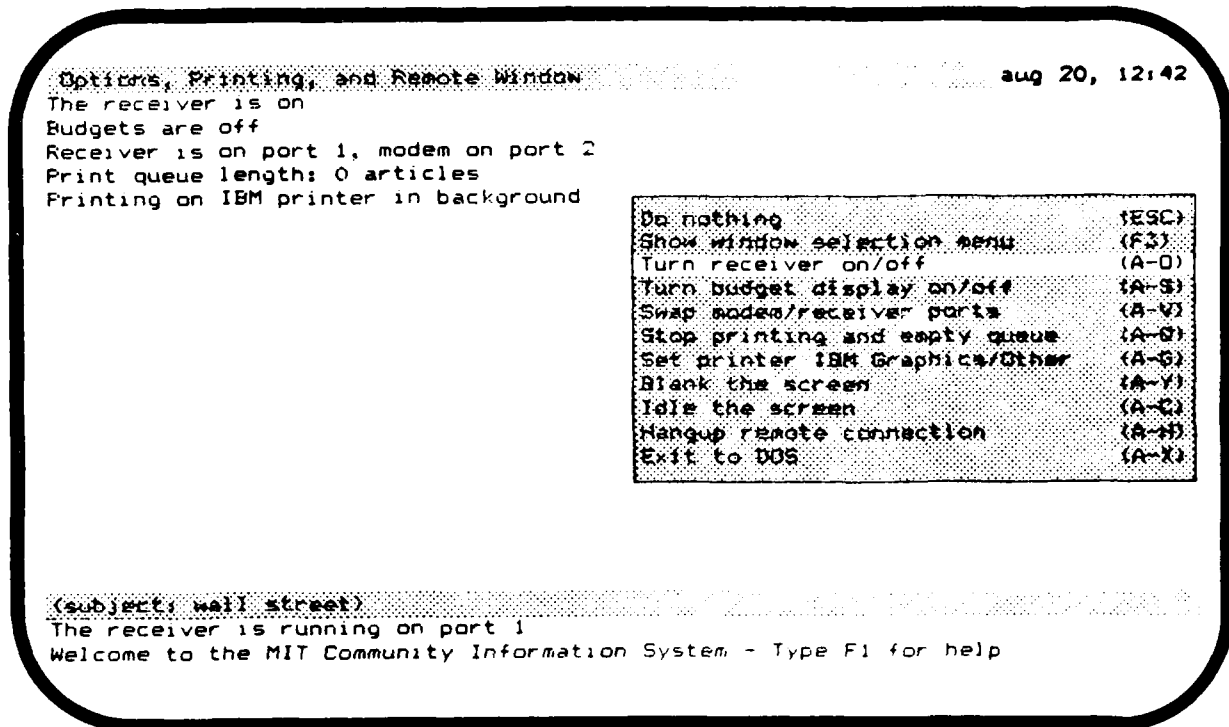 Options, Printing, and Remote Window aug 20, 12:42
The receiver is on
Budgets are off
Receiver is on port 1, modem on port 2
Print queue length: 0 articles
Printing on IBM printer in background
Do nothing (ESC)
Show window selection menu (F3)
Turn receiver on/off (A-O)
Turn budget display on/off (A-S)
Swap modem/receiver ports (A-V)
Stop printing and empty queue (A-Q)
Set printer IBM Graphics/Other (A-G)
Blank the screen (A-Y)
Idle the screen (A-C)
Hangup remote connection (A-H)
Exit to DOS (A-X)
(subject: wall street)
The receiver is running on port 1
Welcome to the MIT Community Information System - Type F1 for help